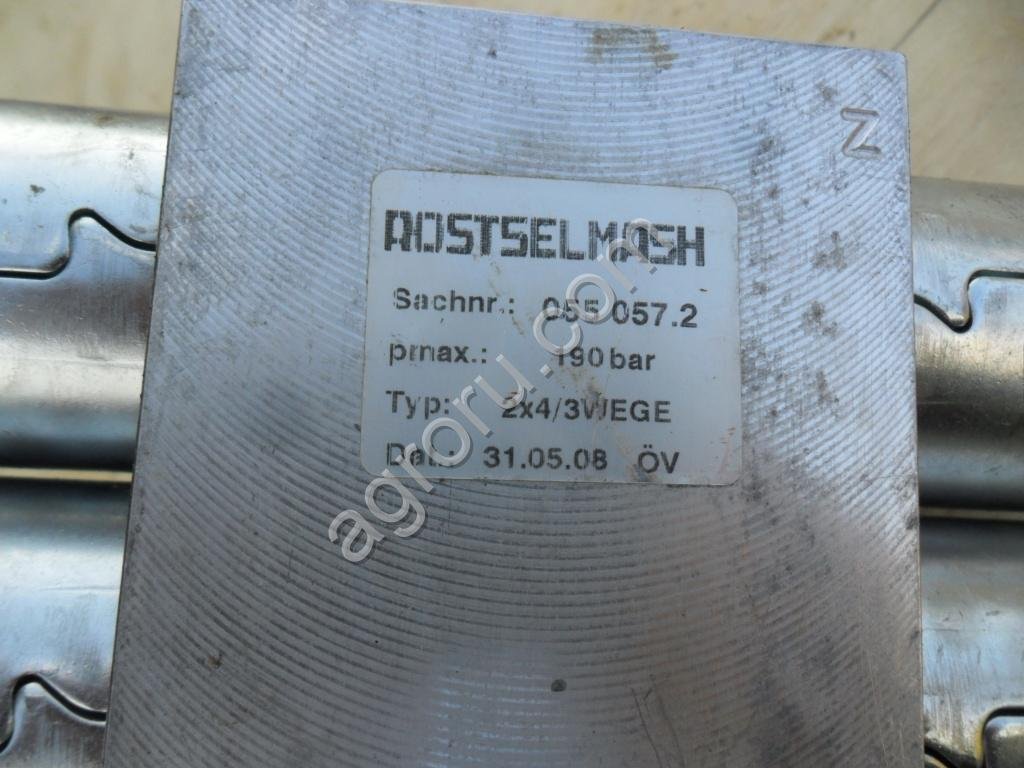 Z
ROSTSELMASH
Sachnr.: 055 057.2
pmax.: 190 bar
Typ: 2x4/3WEGE
Dat.: 31.05.08 ÖV
agroru.com